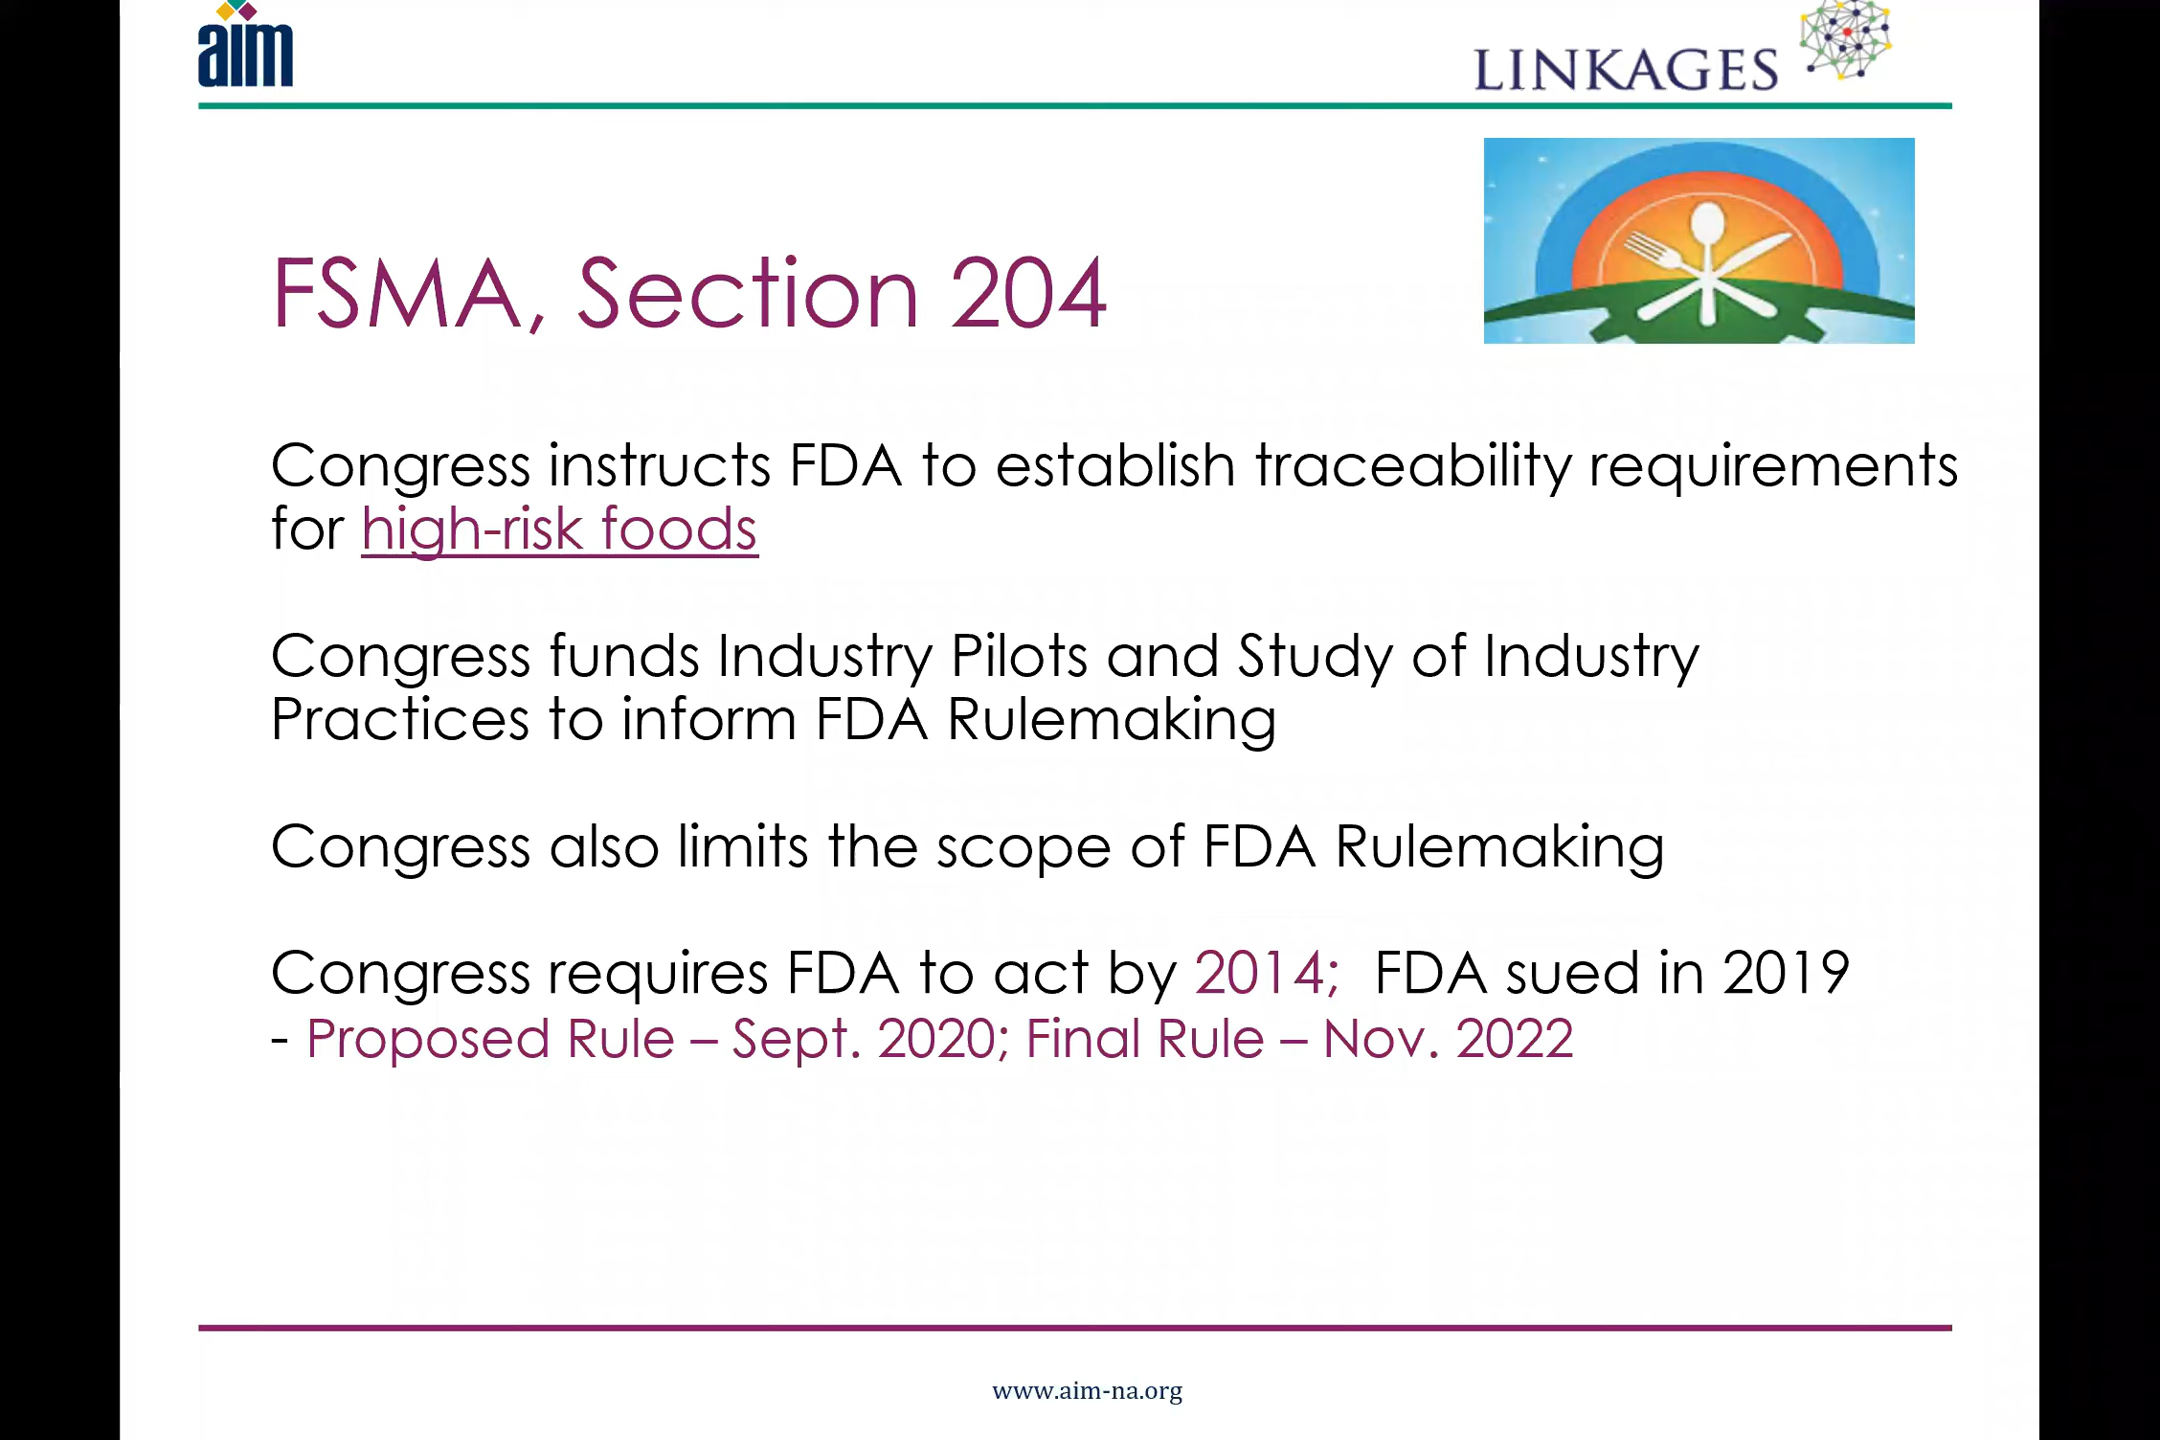 aim
LINKAGES
FSMA, Section 204
Congress instructs FDA to establish traceability requirements
for high-risk foods
Congress funds Industry Pilots and Study of Industry
Practices to inform FDA Rulemaking
Congress also limits the scope of FDA Rulemaking
Congress requires FDA to act by 2014;  FDA sued in 2019
- Proposed Rule – Sept. 2020; Final Rule – Nov. 2022
www.aim-na.org